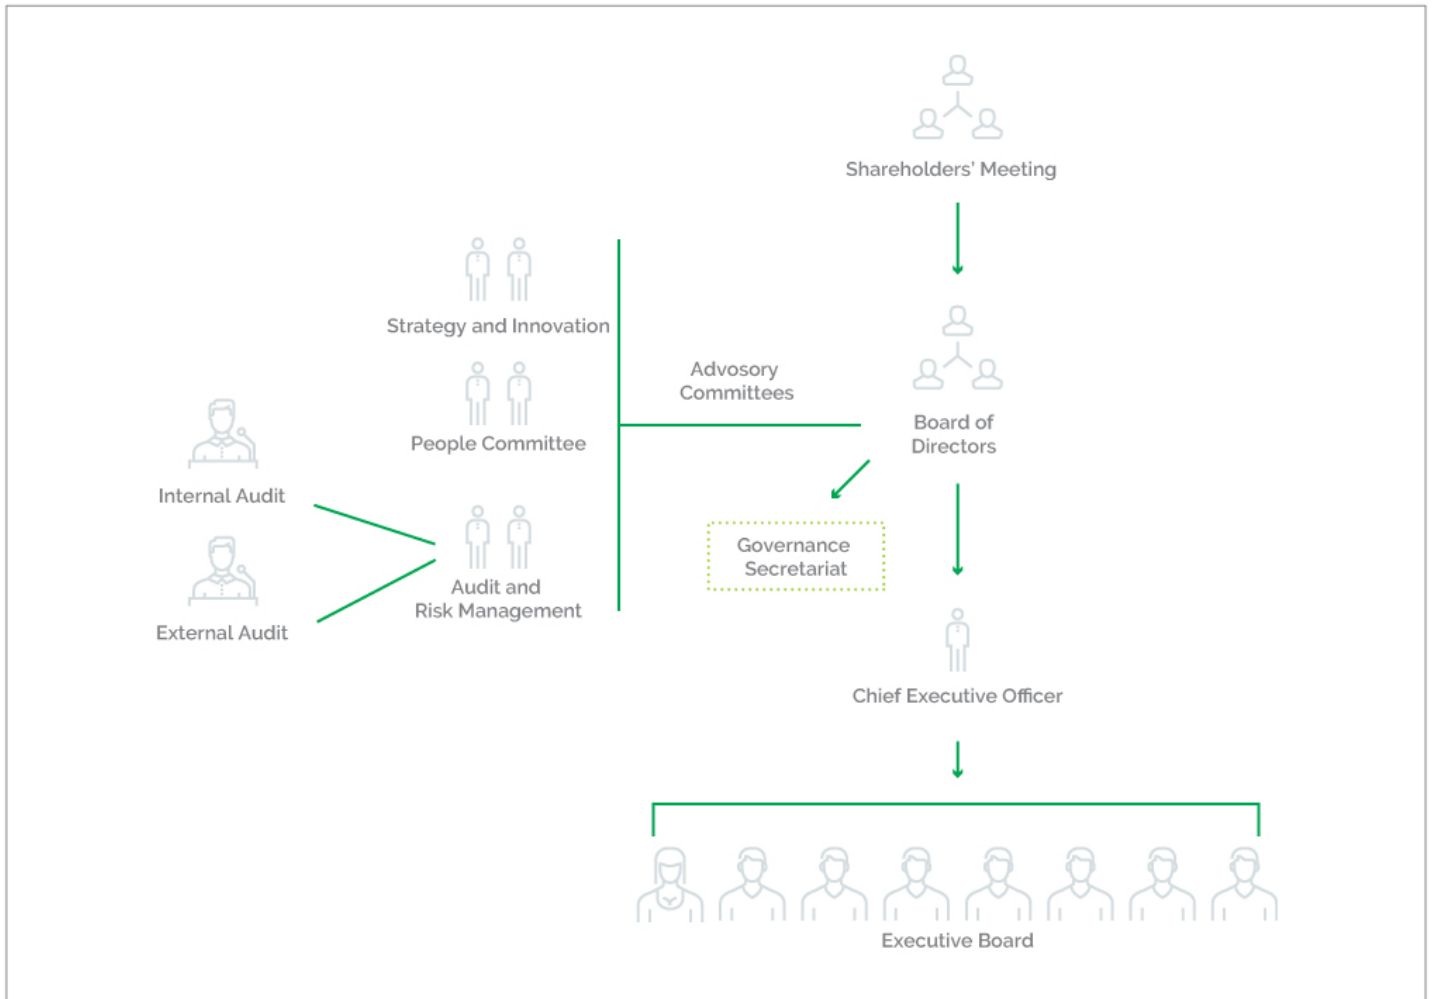 Shareholders' Meeting
Strategy and Innovation
Advosory
Committees
People Committee
Board of
Directors
Internal Audit
External Audit
Audit and
Risk Management
Governance
Secretariat
Chief Executive Officer
Executive Board